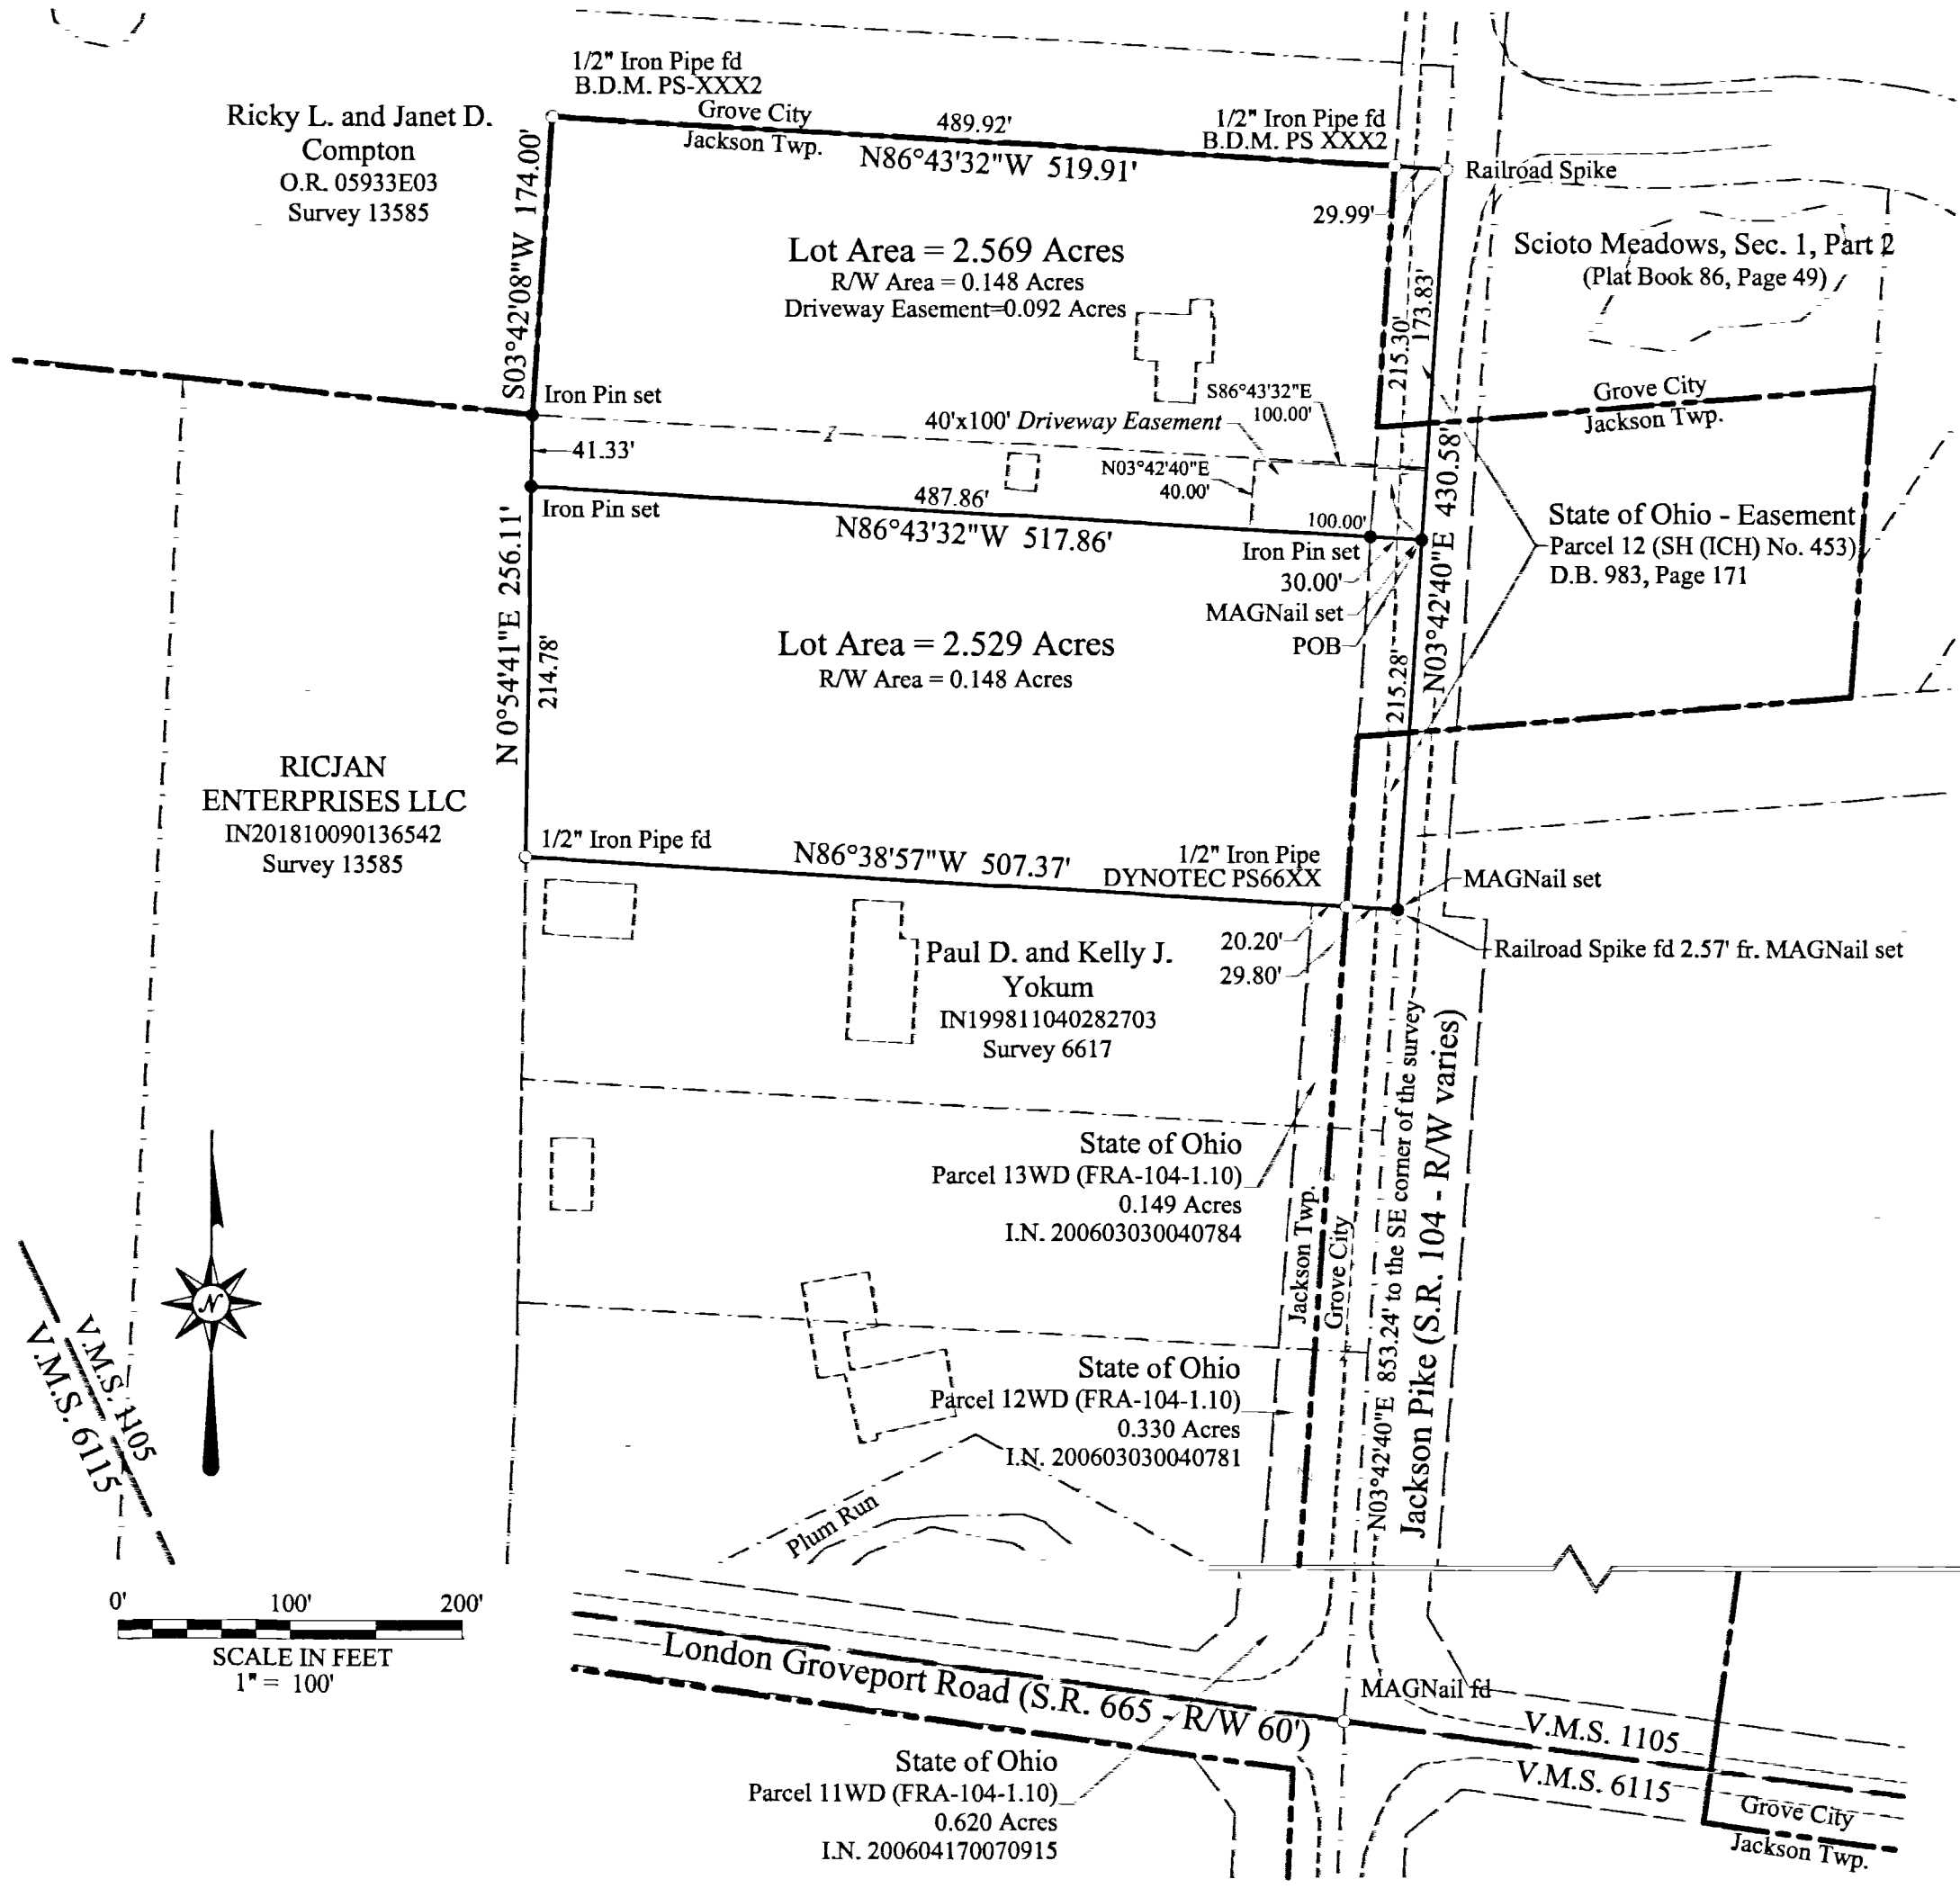 1/2" Iron Pipe fd
B.D.M. PS-XXX2
Ricky L. and Janet D.
Compton
O.R. 05933E03
Survey 13585
Grove City
Jackson Twp.
489.92'
N86°43'32"W 519.91'
1/2" Iron Pipe fd
B.D.M. PS XXX2
Railroad Spike
29.99'
S03°42'08"W 174.00'
Lot Area = 2.569 Acres
R/W Area = 0.148 Acres
Driveway Easement=0.092 Acres
215.30'
173.83'
Scioto Meadows, Sec. 1, Part 2
(Plat Book 86, Page 49)
Grove City
Jackson Twp.
Iron Pin set
41.33'
Iron Pin set
40'x100' Driveway Easement
S86°43'32"E
100.00'
N03°42'40"E
40.00'
100.00'
487.86'
N86°43'32"W 517.86'
Iron Pin set
30.00'
MAGNail set
POB
N03°42'40"E 430.58'
State of Ohio - Easement
Parcel 12 (SH (ICH) No. 453)
D.B. 983, Page 171
N 0°54'41"E 256.11'
214.78'
Lot Area = 2.529 Acres
R/W Area = 0.148 Acres
215.28'
RICJAN
ENTERPRISES LLC
IN201810090136542
Survey 13585
1/2" Iron Pipe fd
N86°38'57"W 507.37'
1/2" Iron Pipe
DYNOTEC PS66XX
MAGNail set
Railroad Spike fd 2.57' fr. MAGNail set
20.20'
29.80'
Paul D. and Kelly J.
Yokum
IN199811040282703
Survey 6617
State of Ohio
Parcel 13WD (FRA-104-1.10)
0.149 Acres
I.N. 200603030040784
Jackson Twp.
Grove City
N03°42'40"E 853.24' to the SE corner of the survey
Jackson Pike (S.R. 104 - R/W varies)
N
V.M.S. 1105
V.M.S. 6115
State of Ohio
Parcel 12WD (FRA-104-1.10)
0.330 Acres
I.N. 200603030040781
Plum Run
0' 100' 200'
SCALE IN FEET
1" = 100'
London Groveport Road (S.R. 665 - R/W 60')
MAGNail fd
V.M.S. 1105
V.M.S. 6115
Grove City
Jackson Twp.
State of Ohio
Parcel 11WD (FRA-104-1.10)
0.620 Acres
I.N. 200604170070915